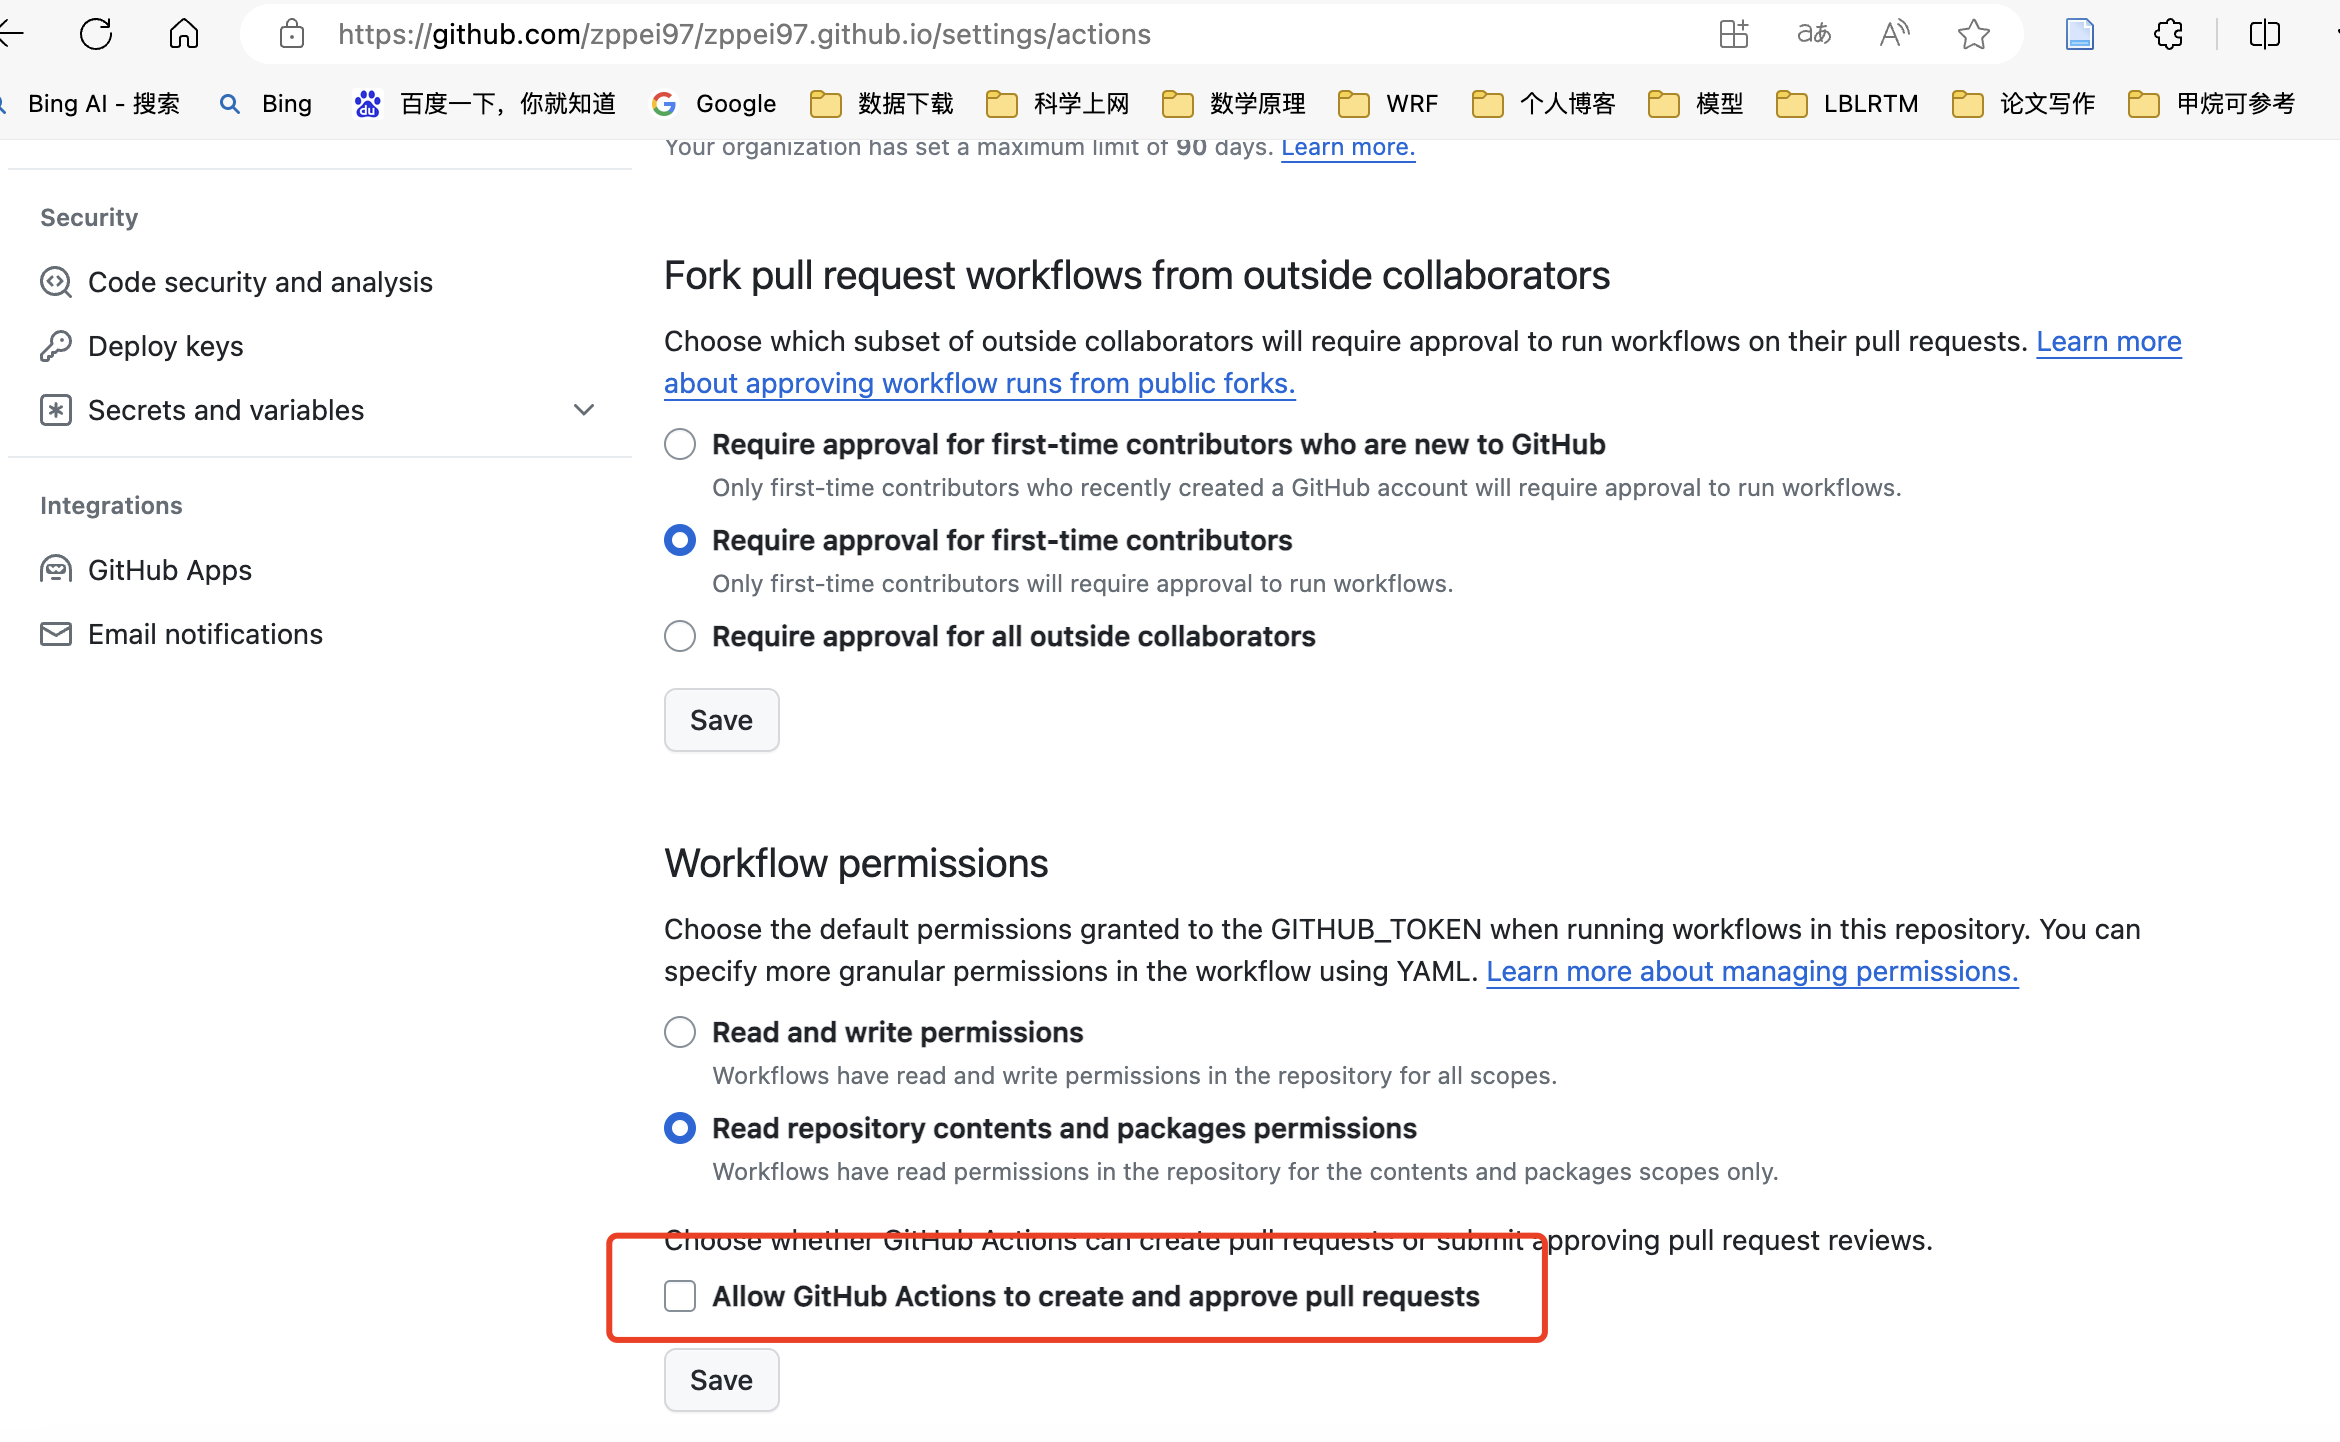 https://github.com/zppei97/zppei97.github.io/settings/actions
Bing AI - 搜索 Bing 百度一下，你就知道 Google 数据下载 科学上网 数学原理 WRF 个人博客 模型 LBLRTM 论文写作 甲烷可参考
Your organization has set a maximum limit of 90 days. Learn more.
Security
Code security and analysis
Deploy keys
Secrets and variables
Integrations
GitHub Apps
Email notifications
Fork pull request workflows from outside collaborators
Choose which subset of outside collaborators will require approval to run workflows on their pull requests. Learn more
about approving workflow runs from public forks.
Require approval for first-time contributors who are new to GitHub
Only first-time contributors who recently created a GitHub account will require approval to run workflows.
Require approval for first-time contributors
Only first-time contributors will require approval to run workflows.
Require approval for all outside collaborators
Save
Workflow permissions
Choose the default permissions granted to the GITHUB_TOKEN when running workflows in this repository. You can
specify more granular permissions in the workflow using YAML. Learn more about managing permissions.
Read and write permissions
Workflows have read and write permissions in the repository for all scopes.
Read repository contents and packages permissions
Workflows have read permissions in the repository for the contents and packages scopes only.
Choose whether GitHub Actions can create pull requests or submit approving pull request reviews.
Allow GitHub Actions to create and approve pull requests
Save